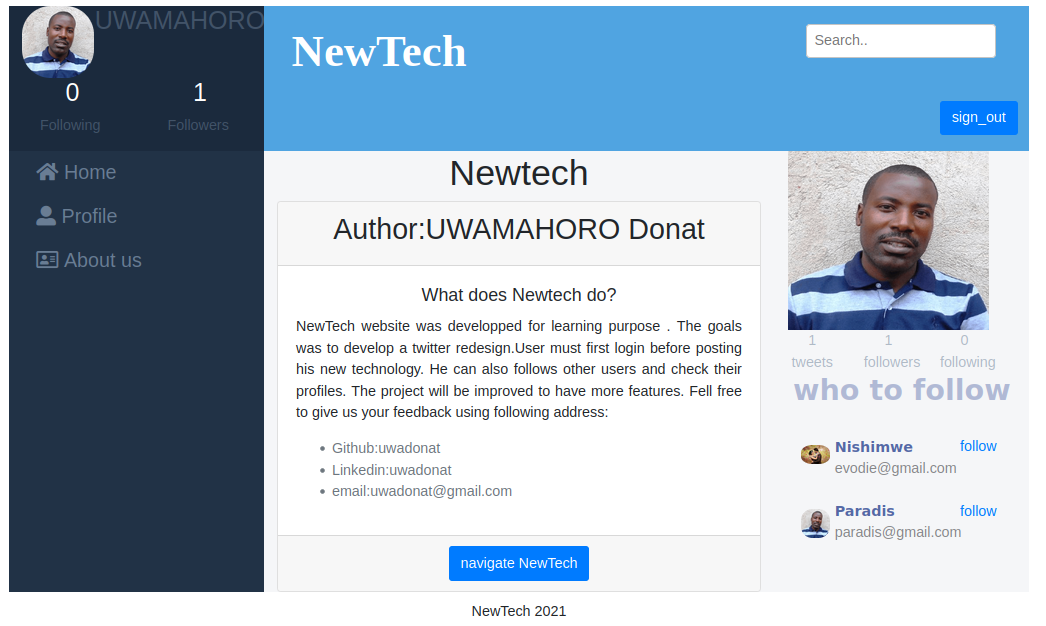 UWAMAHORO
0 1
Following Followers
Home
Profile
About us
NewTech
Search..
sign_out
Newtech
Author:UWAMAHORO Donat
What does Newtech do?
NewTech website was developped for learning purpose . The goals
was to develop a twitter redesign.User must first login before posting
his new technology. He can also follows other users and check their
profiles. The project will be improved to have more features. Fell free
to give us your feedback using following address:
Github:uwadonat
Linkedin:uwadonat
email:uwadonat@gmail.com
navigate NewTech
1 1 0
tweets followers following
who to follow
Nishimwe follow
evodie@gmail.com
Paradis follow
paradis@gmail.com
NewTech 2021